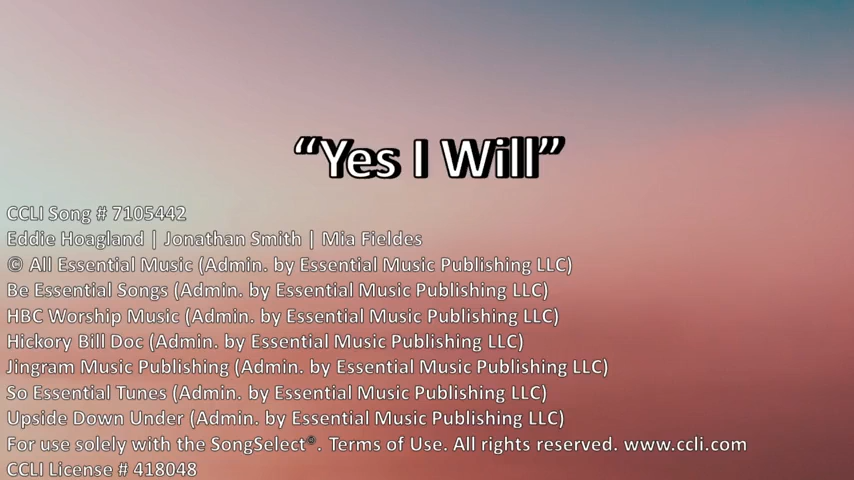 “Yes I Will”
CCLI Song # 7105442
Eddie Hoagland | Jonathan Smith | Mia Fieldes
© All Essential Music (Admin. by Essential Music Publishing LLC)
Be Essential Songs (Admin. by Essential Music Publishing LLC)
HBC Worship Music (Admin. by Essential Music Publishing LLC)
Hickory Bill Doc (Admin. by Essential Music Publishing LLC)
Jingram Music Publishing (Admin. by Essential Music Publishing LLC)
So Essential Tunes (Admin. by Essential Music Publishing LLC)
Upside Down Under (Admin. by Essential Music Publishing LLC)
For use solely with the SongSelect®. Terms of Use. All rights reserved. www.ccli.com
CCLI License # 418048